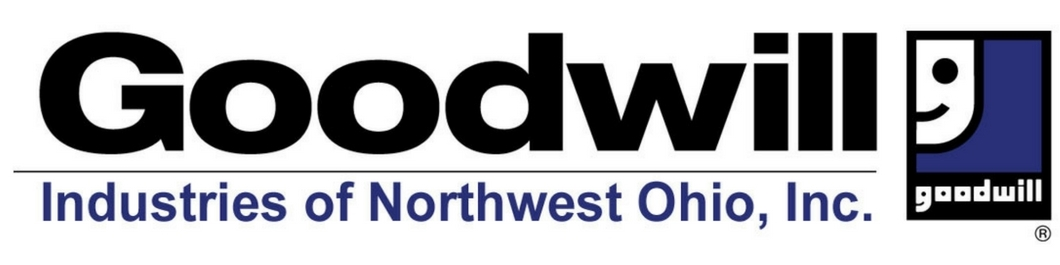 Goodwill
Industries of Northwest Ohio, Inc.
goodwill
®